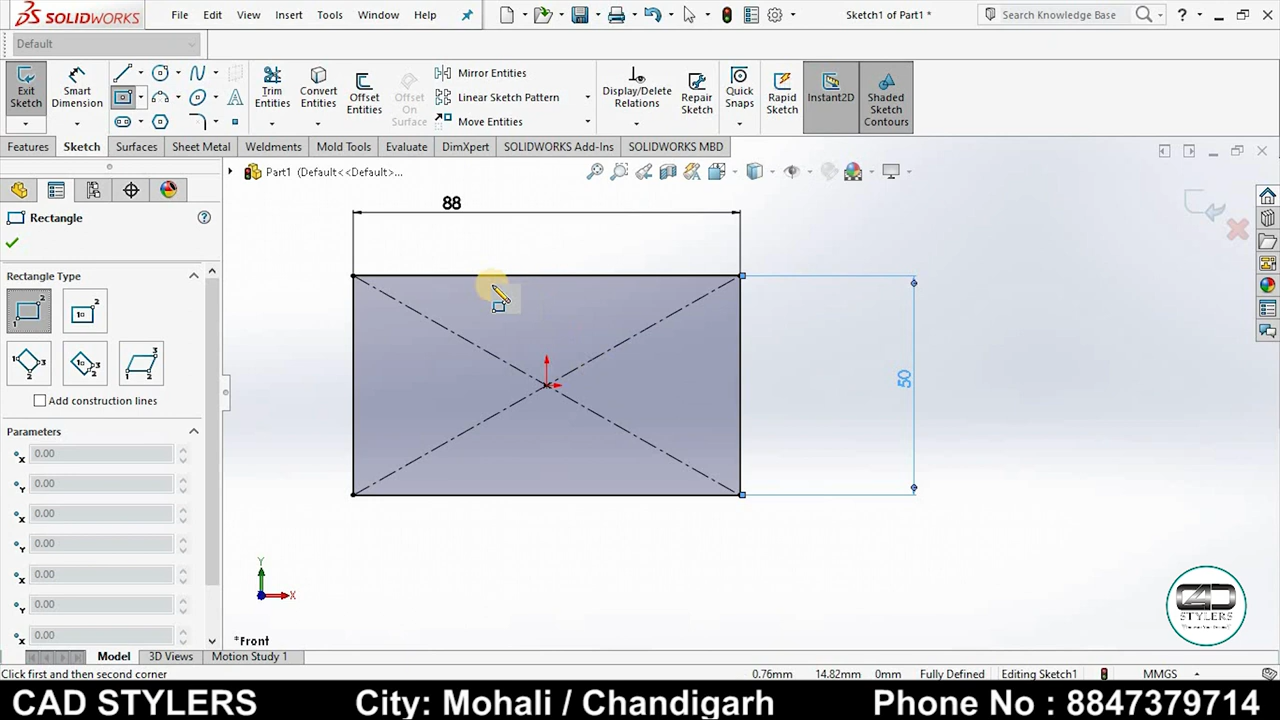 SOLIDWORKS
File
Edit
View
Insert
Tools
Window
Help
Sketch1 of Part1 *
Search Knowledge Base
?
Default
Exit Sketch
Smart Dimension
Trim Entities
Convert Entities
Offset Entities
Offset On Surface
Mirror Entities
Linear Sketch Pattern
Move Entities
Display/Delete Relations
Repair Sketch
Quick Snaps
Rapid Sketch
Instant2D
Shaded Sketch Contours
Features
Sketch
Surfaces
Sheet Metal
Weldments
Mold Tools
Evaluate
DimXpert
SOLIDWORKS Add-Ins
SOLIDWORKS MBD
Part1 (Default<<Default>...
Rectangle
Rectangle Type
Add construction lines
Parameters
X 0.00
Y 0.00
X 0.00
Y 0.00
X 0.00
Y 0.00
X 0.00
88
50
Y
X
*Front
STYLERS
Model
3D Views
Motion Study 1
Click first and then second corner
0.76mm
14.82mm
0mm
Fully Defined
Editing Sketch1
MMGS
CAD STYLERS
City: Mohali / Chandigarh
Phone No : 8847379714